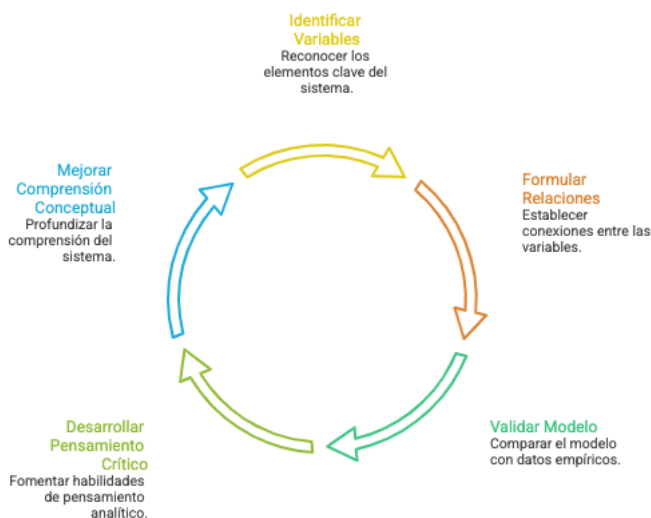 Identificar
Variables
Reconocer los
elementos clave del
sistema.
Formular
Relaciones
Establecer
conexiones entre las
variables.
Validar Modelo
Comparar el modelo
con datos empíricos.
Desarrollar
Pensamiento
Crítico
Fomentar habilidades
de pensamiento
analítico.
Mejorar
Comprensión
Conceptual
Profundizar la
comprensión del
sistema.